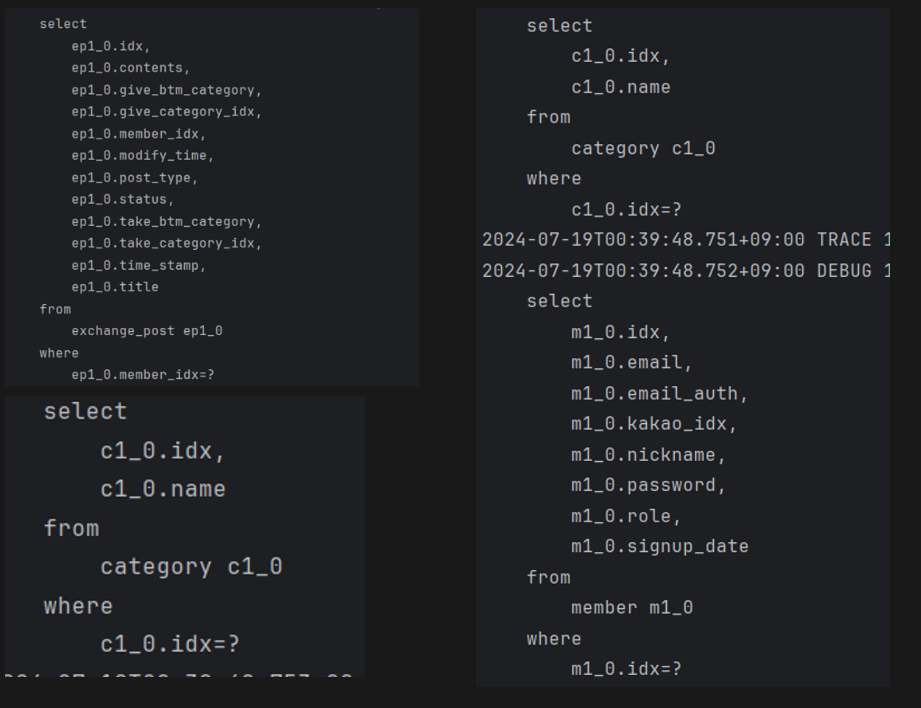 select
ep1_0.idx,
ep1_0.contents,
ep1_0.give_btm_category,
ep1_0.give_category_idx,
ep1_0.member_idx,
ep1_0.modify_time,
ep1_0.post_type,
ep1_0.status,
ep1_0.take_btm_category,
ep1_0.take_category_idx,
ep1_0.time_stamp,
ep1_0.title
from
exchange_post ep1_0
where
ep1_0.member_idx=?
select
c1_0.idx,
c1_0.name
from
category c1_0
where
c1_0.idx=?
select
c1_0.idx,
c1_0.name
from
category c1_0
where
c1_0.idx=?
2024-07-19T00:39:48.751+09:00 TRACE 1
2024-07-19T00:39:48.752+09:00 DEBUG 1
select
m1_0.idx,
m1_0.email,
m1_0.email_auth,
m1_0.kakao_idx,
m1_0.nickname,
m1_0.password,
m1_0.role,
m1_0.signup_date
from
member m1_0
where
m1_0.idx=?